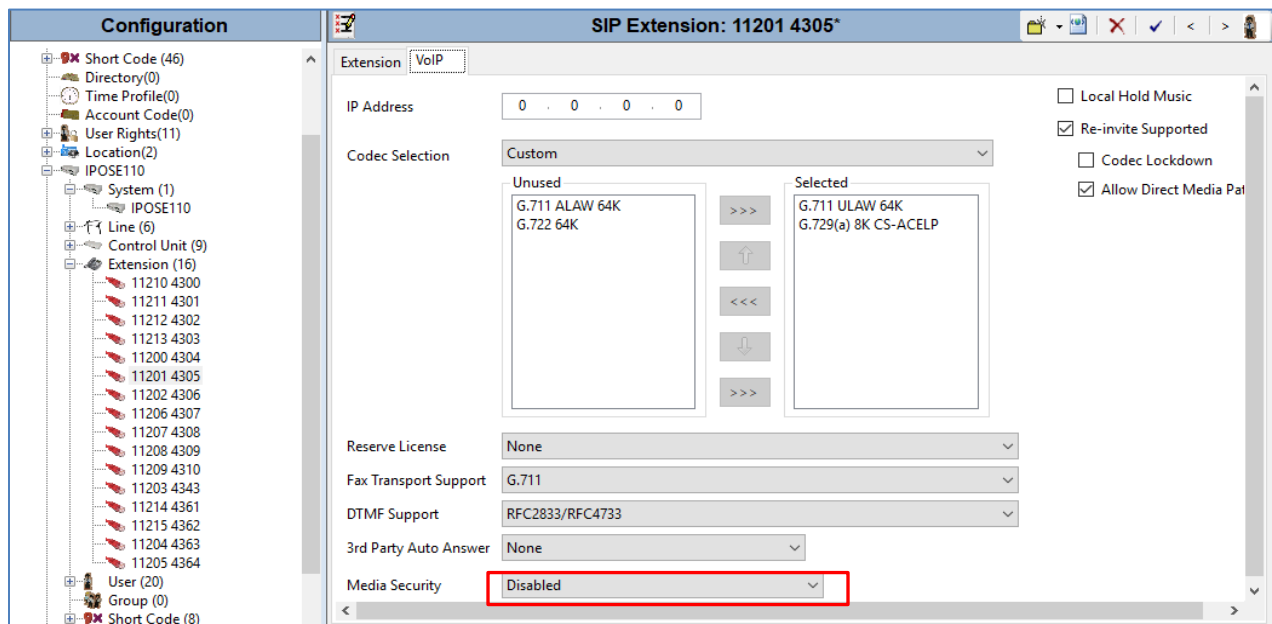 Configuration
Short Code (46)
Directory(0)
Time Profile(0)
Account Code(0)
User Rights(11)
Location(2)
IPOSE110
System (1)
IPOSE110
Line (6)
Control Unit (9)
Extension (16)
11210 4300
11211 4301
11212 4302
11213 4303
11200 4304
11201 4305
11202 4306
11206 4307
11207 4308
11208 4309
11209 4310
11203 4343
11214 4361
11215 4362
11204 4363
11205 4364
User (20)
Group (0)
Short Code (8)
SIP Extension: 11201 4305*
Extension VoIP
IP Address 0 . 0 . 0 . 0
Codec Selection Custom
Unused
G.711 ALAW 64K
G.722 64K
>>>
<<<
>>>
Selected
G.711 ULAW 64K
G.729(a) 8K CS-ACELP
Reserve License None
Fax Transport Support G.711
DTMF Support RFC2833/RFC4733
3rd Party Auto Answer None
Media Security Disabled
Local Hold Music
Re-invite Supported
Codec Lockdown
Allow Direct Media Pat